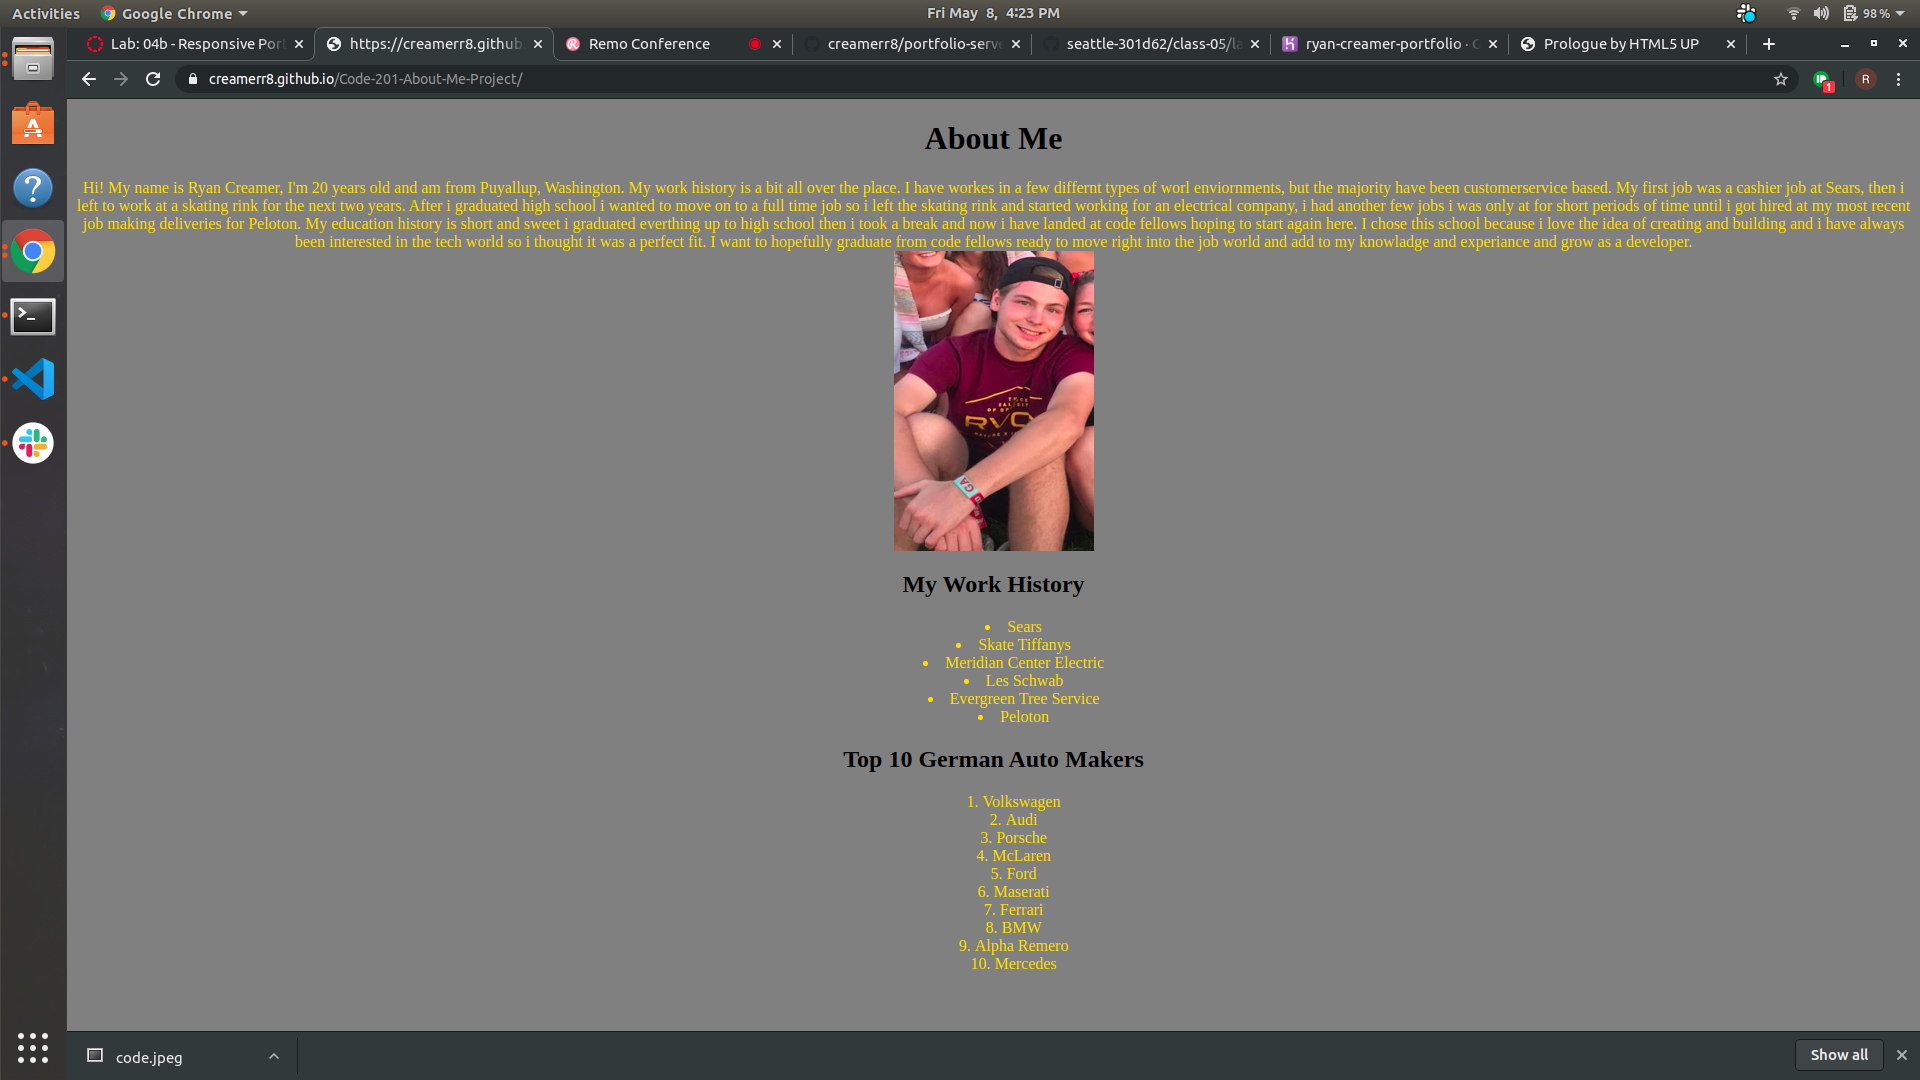 Activities Google Chrome Fri May 8, 4:23 PM 98%
Lab: 04b - Responsive Port https://creamerr8.github. Remo Conference creamerr8/portfolio-serve seattle-301d62/class-05/la ryan-creamer-portfolio · Prologue by HTML5 UP
creamerr8.github.io/Code-201-About-Me-Project/ 1 R
About Me
Hi! My name is Ryan Creamer, I'm 20 years old and am from Puyallup, Washington. My work history is a bit all over the place. I have workes in a few differnt types of worl enviornments, but the majority have been customerservice based. My first job was a cashier job at Sears, then i
left to work at a skating rink for the next two years. After i graduated high school i wanted to move on to a full time job so i left the skating rink and started working for an electrical company, i had another few jobs i was only at for short periods of time until i got hired at my most recent
job making deliveries for Peloton. My education history is short and sweet i graduated everthing up to high school then i took a break and now i have landed at code fellows hoping to start again here. I chose this school because i love the idea of creating and building and i have always
been interested in the tech world so i thought it was a perfect fit. I want to hopefully graduate from code fellows ready to move right into the job world and add to my knowladge and experiance and grow as a developer.
RVC
GA
My Work History
• Sears
• Skate Tiffanys
• Meridian Center Electric
• Les Schwab
• Evergreen Tree Service
• Peloton
Top 10 German Auto Makers
1. Volkswagen
2. Audi
3. Porsche
4. McLaren
5. Ford
6. Maserati
7. Ferrari
8. BMW
9. Alpha Remero
10. Mercedes
code.jpeg Show all